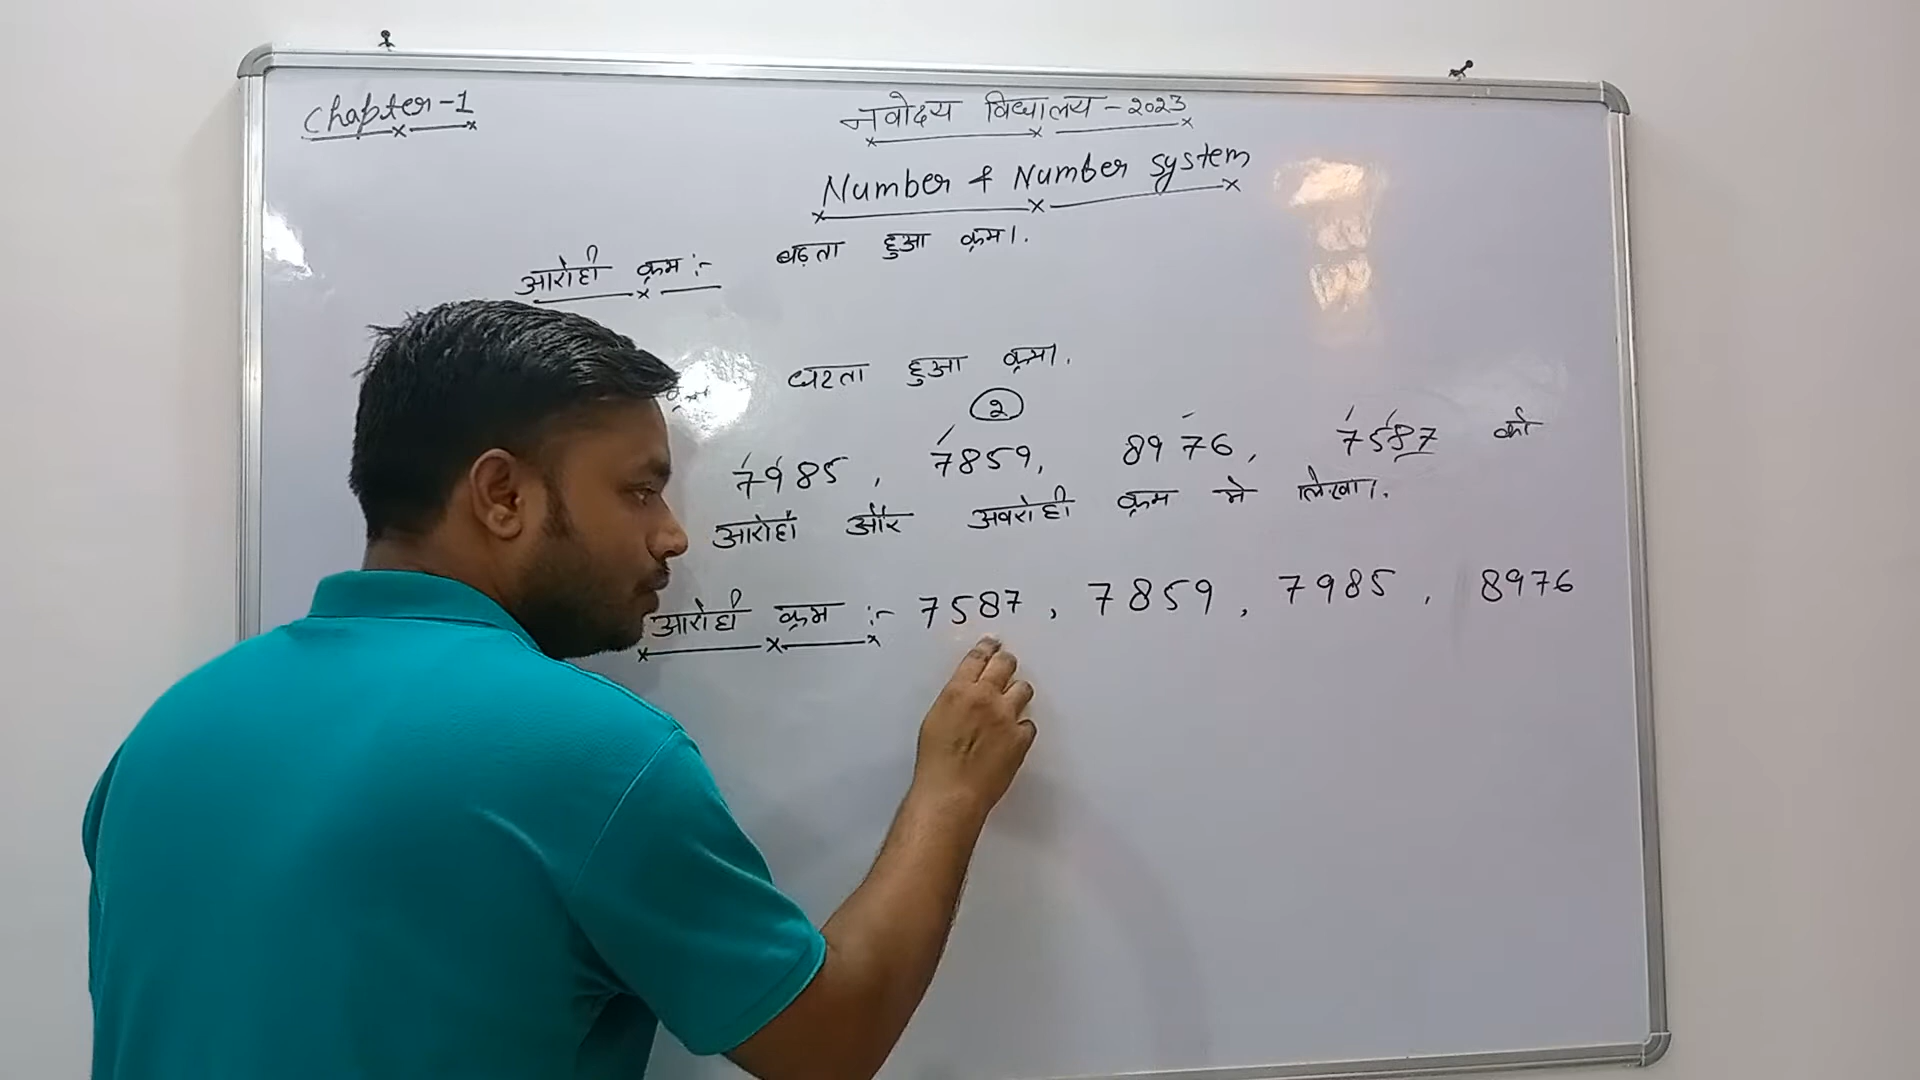 Chapter-1
नवोदय विद्यालय - २०२३
Number & Number system
आरोही क्रम :- बढ़ता हुआ क्रम।.
घटता हुआ क्रम।.
२
7985, 7859, 8976, 7587 को
आरोही और अवरोही क्रम मे लिखो।.
आरोही क्रम :- 7587, 7859, 7985, 8976